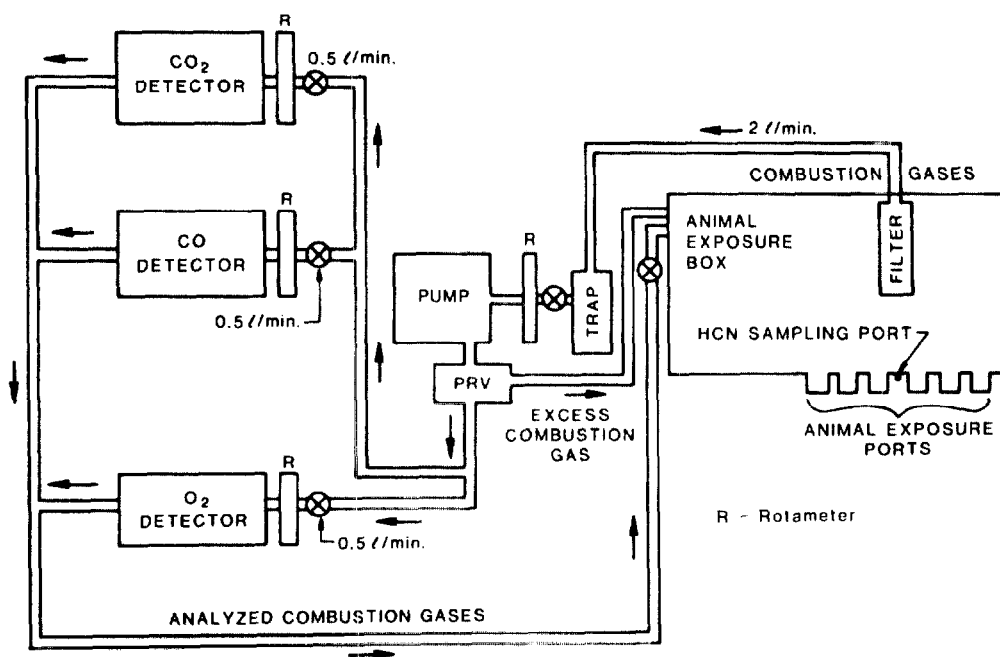 R
CO₂
DETECTOR
0.5 ℓ/min.
2 ℓ/min.
COMBUSTION GASES
R
CO
DETECTOR
0.5 ℓ/min.
R
PUMP
TRAP
ANIMAL
EXPOSURE
BOX
FILTER
HCN SAMPLING PORT
PRV
EXCESS
COMBUSTION
GAS
ANIMAL EXPOSURE
PORTS
R
O₂
DETECTOR
0.5 ℓ/min.
R - Rotameter
ANALYZED COMBUSTION GASES